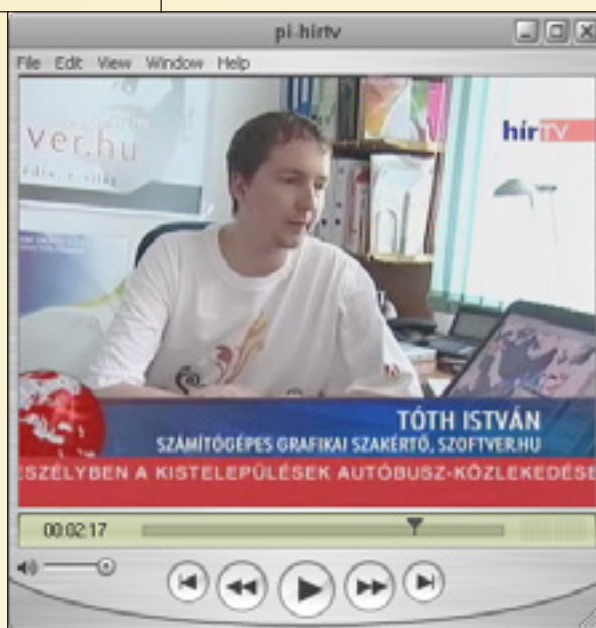 pi-hirtv
File Edit View Window Help
ver.hu
hírTV
TÓTH ISTVÁN
SZÁMÍTÓGÉPES GRAFIKAI SZAKÉRTŐ, SZOFTVER.HU
ESZÉLYBEN A KISTELEPÜLÉSEK AUTÓBUSZ-KÖZLEKEDÉSE
00:02:17